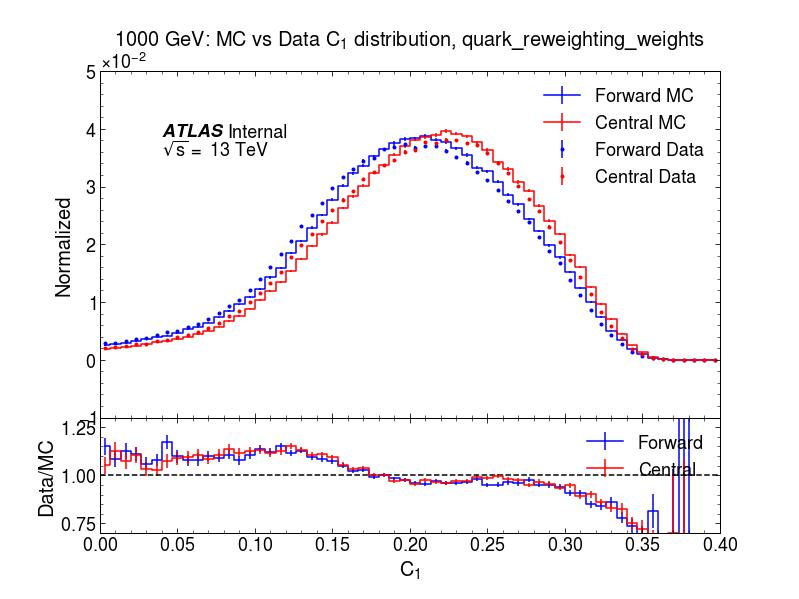 1000 GeV: MC vs Data C₁ distribution, quark_reweighting_weights
×10⁻²
5
4
3
2
1
0
−1
Normalized
ATLAS Internal
√s = 13 TeV
Forward MC
Central MC
Forward Data
Central Data
1.25
1.00
0.75
Data/MC
Forward
Central
0.00 0.05 0.10 0.15 0.20 0.25 0.30 0.35 0.40
C₁